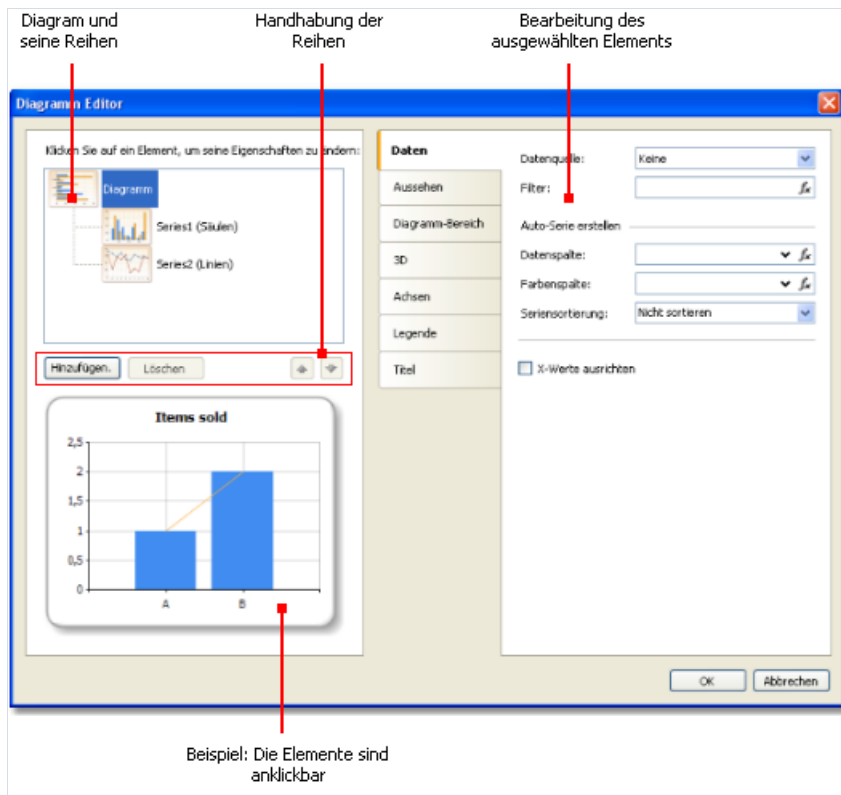 Diagram und
seine Reihen
Handhabung der
Reihen
Bearbeitung des
ausgewählten Elements
Diagramm Editor
Klicken Sie auf ein Element, um seine Eigenschaften zu ändern:
Diagramm
Series1 (Säulen)
Series2 (Linien)
Hinzufügen.
Löschen
Items sold
2,5
2
1,5
1
0,5
0
A
B
Daten
Aussehen
Diagramm-Bereich
3D
Achsen
Legende
Titel
Datenquelle:
Keine
Filter:
fx
Auto-Serie erstellen
Datenspalte:
fx
Farbenspalte:
fx
Seriensortierung:
Nicht sortieren
X-Werte ausrichten
OK
Abbrechen
Beispiel: Die Elemente sind
anklickbar